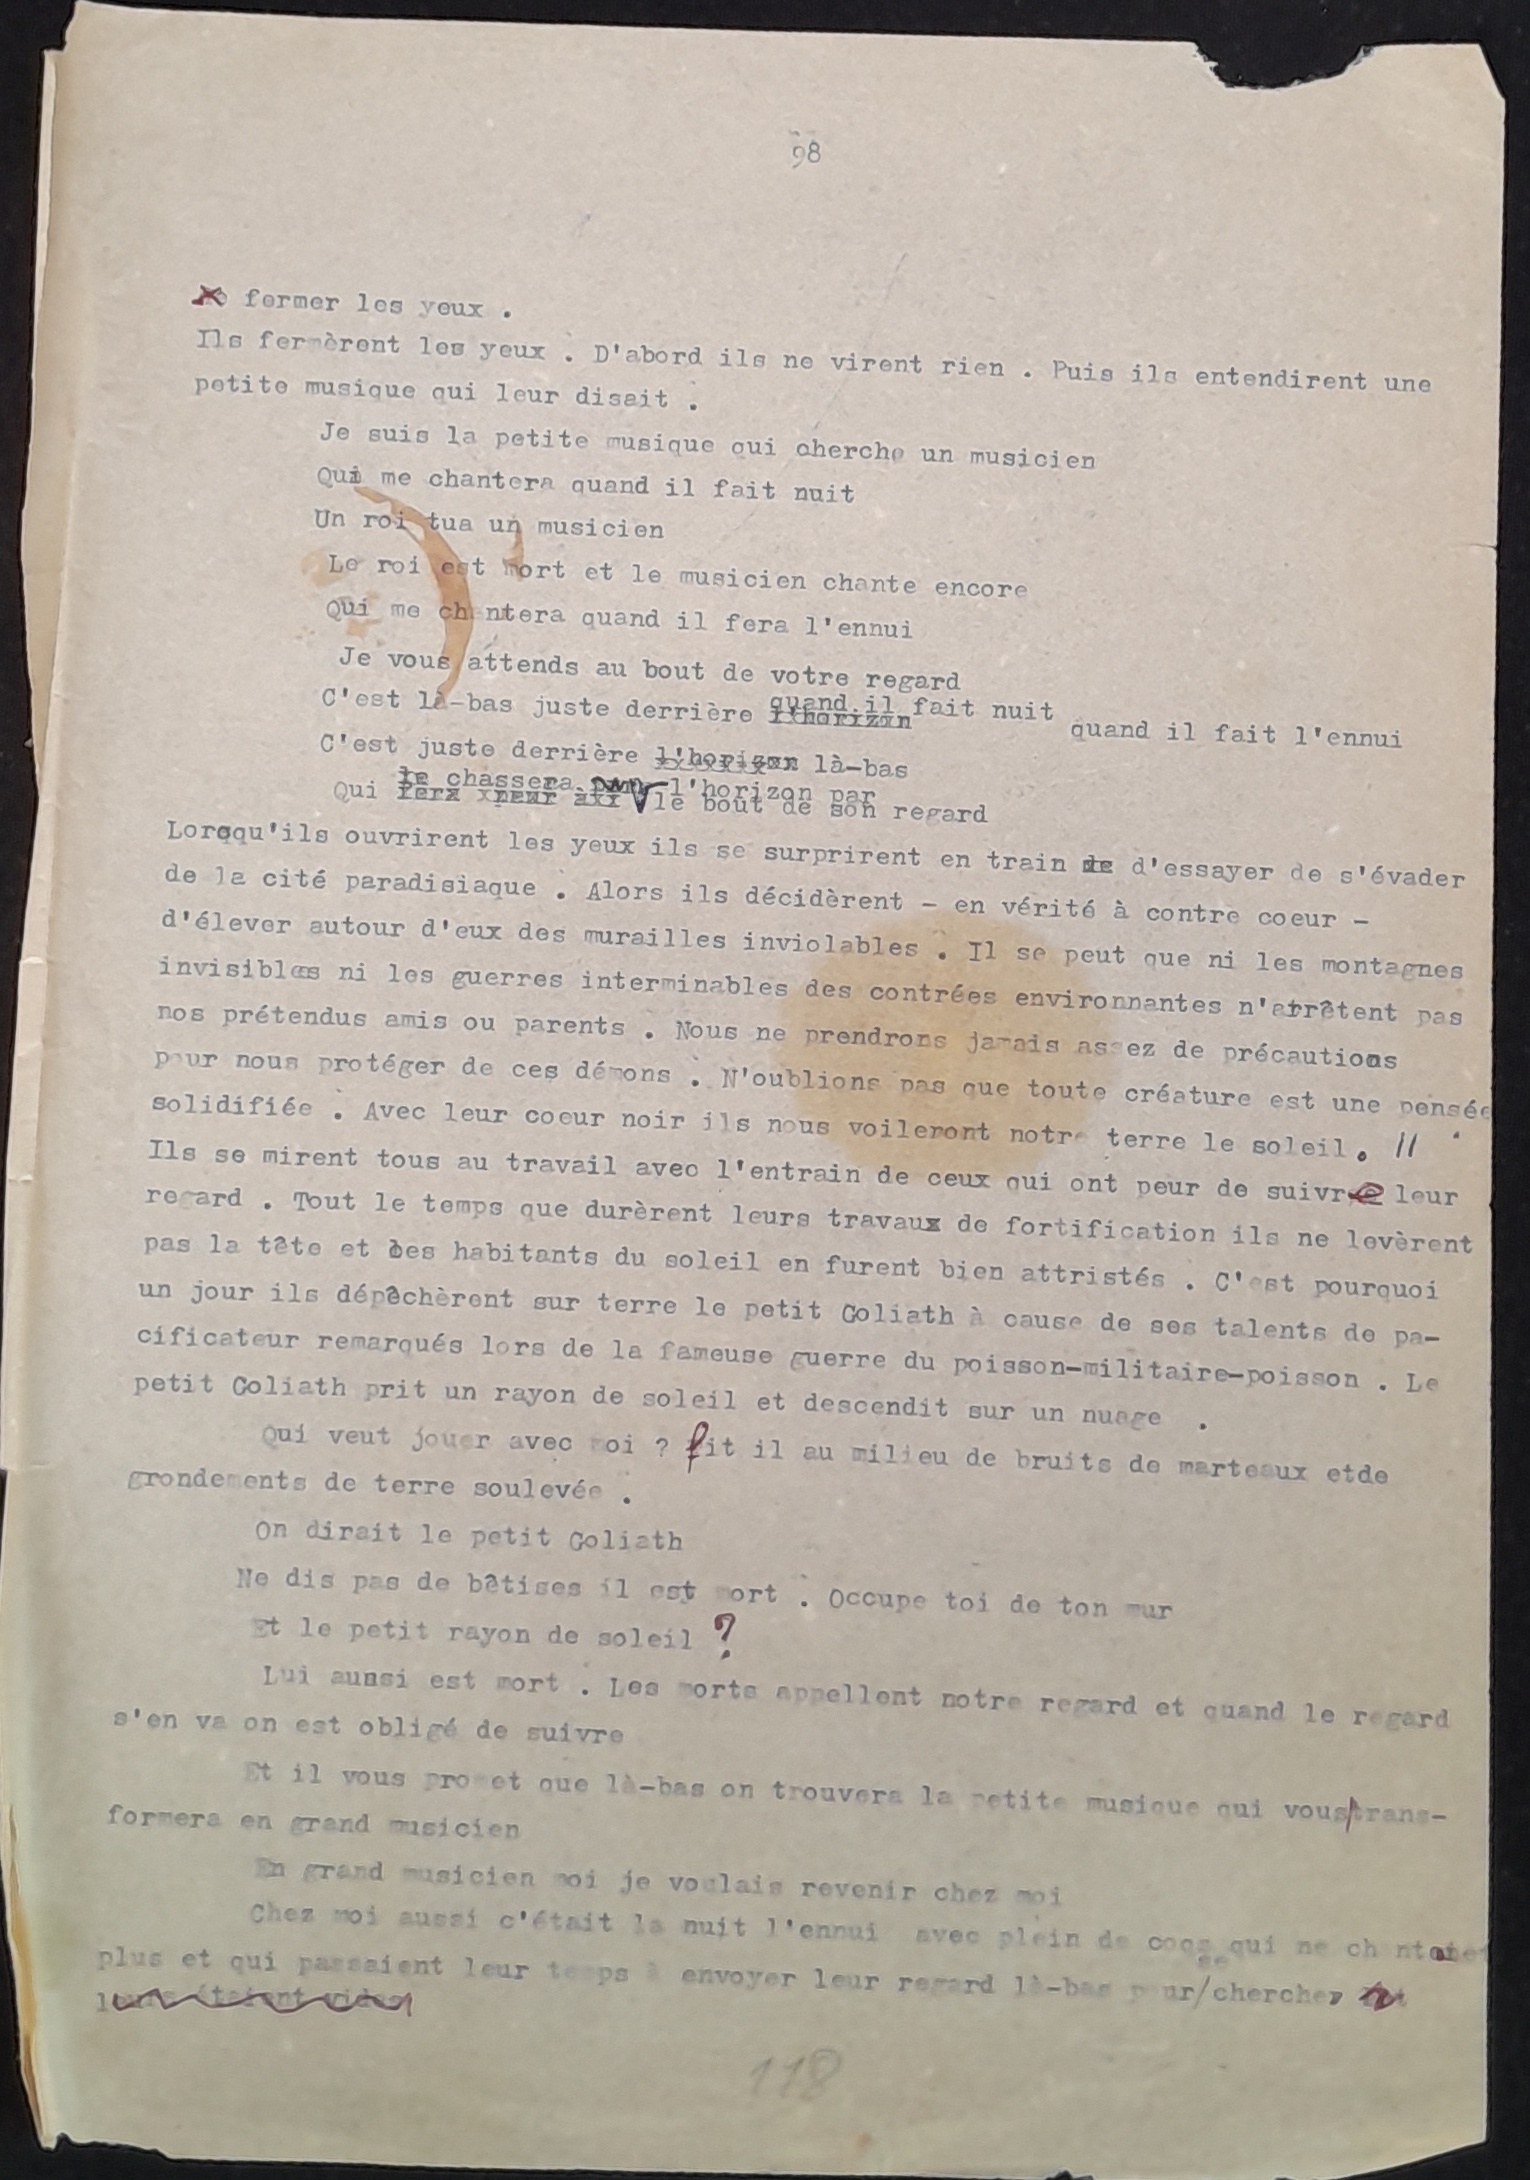 98
fermer les yeux .
Ils fermèrent les yeux . D'abord ils ne virent rien . Puis ils entendirent une
petite musique qui leur disait .
Je suis la petite musique qui cherche un musicien
Qui me chantera quand il fait nuit
Un roi tua un musicien
Le roi est mort et le musicien chante encore
Qui me chantera quand il fera l'ennui
Je vous attends au bout de votre regard
C'est là-bas juste derrière l'horizin quand il fait nuit quand il fait l'ennui
C'est juste derrière l'horizon là-bas
le chassera l'horizon par
Qui fera le bout de son regard
Lorsqu'ils ouvrirent les yeux ils se surprirent en train de d'essayer de s'évader
de la cité paradisiaque . Alors ils décidèrent - en vérité à contre coeur -
d'élever autour d'eux des murailles inviolables . Il se peut que ni les montagnes
invisibles ni les guerres interminables des contrées environnantes n'arrêtent pas
nos prétendus amis ou parents . Nous ne prendrons jamais assez de précautions
pour nous protéger de ces démons . N'oublions pas que toute créature est une pensée
solidifiée . Avec leur coeur noir ils nous voileront notre terre le soleil. //
Ils se mirent tous au travail avec l'entrain de ceux qui ont peur de suivre leur
regard . Tout le temps que durèrent leurs travaux de fortification ils ne levèrent
pas la tête et les habitants du soleil en furent bien attristés . C'est pourquoi
un jour ils dépêchèrent sur terre le petit Goliath à cause de ses talents de pa-
cificateur remarqués lors de la fameuse guerre du poisson-militaire-poisson . Le
petit Goliath prit un rayon de soleil et descendit sur un nuage .
Qui veut jouer avec moi ? fit il au milieu de bruits de marteaux etde
grondements de terre soulevée .
On dirait le petit Goliath
Ne dis pas de bêtises il est mort . Occupe toi de ton mur
Et le petit rayon de soleil ?
Lui aussi est mort . Les morts appellent notre regard et quand le regard
s'en va on est obligé de suivre
Et il vous promet que là-bas on trouvera la petite musique qui vous/trans-
formera en grand musicien
En grand musicien moi je voulais revenir chez moi
Chez moi aussi c'était la nuit l'ennui avec plein de coqs qui ne chantaient
plus et qui passaient leur temps à envoyer leur regard là-bas pour/se chercher
leurs étaient vides
118